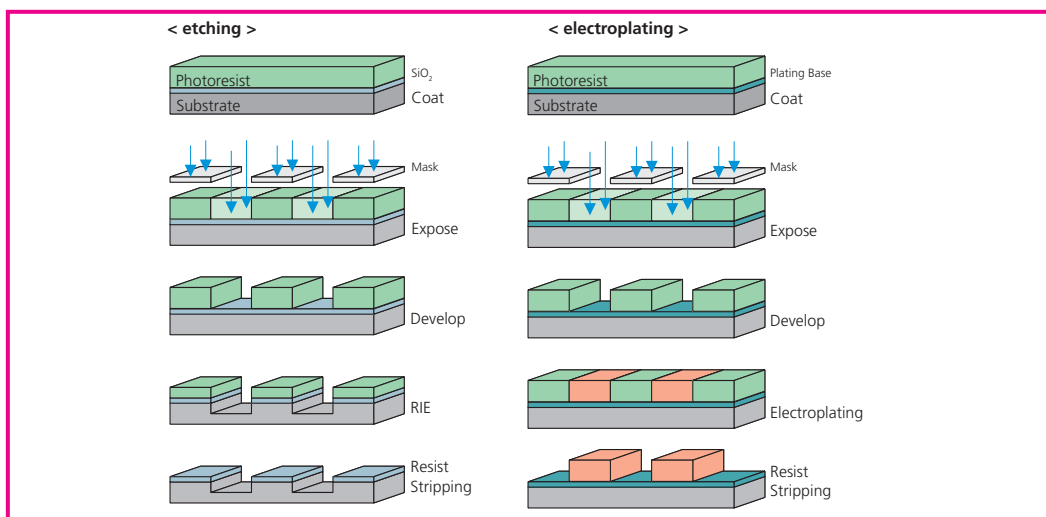 < etching >
Photoresist
SiO₂
Substrate
Coat
Mask
Expose
Develop
RIE
Resist
Stripping
< electroplating >
Photoresist
Plating Base
Substrate
Coat
Mask
Expose
Develop
Electroplating
Resist
Stripping